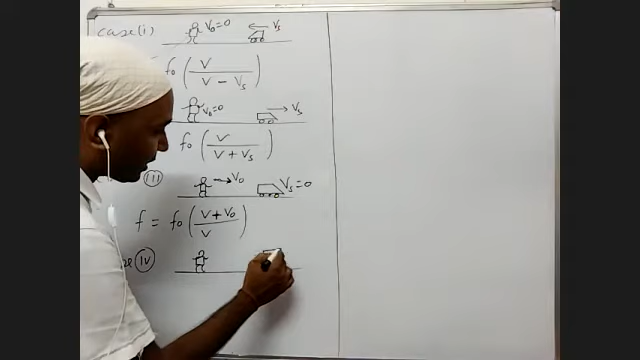 case(i) V₀=0 Vs
f₀ ( V / V - Vs )
V₀=0 Vs
f₀ ( V / V + Vs )
(III) V₀ Vs=0
f = f₀ ( V + V₀ / V )
(IV)